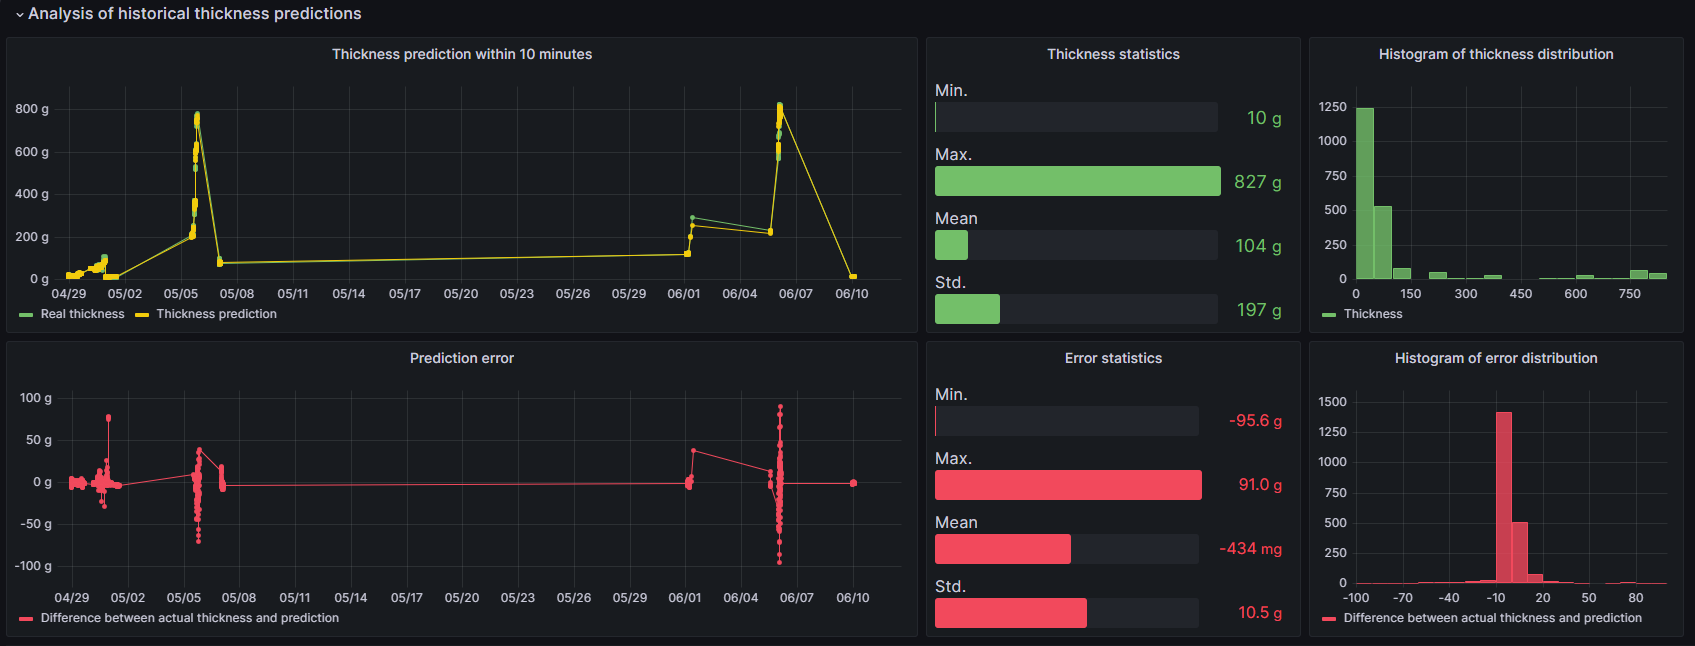 Analysis of historical thickness predictions
Thickness prediction within 10 minutes
800 g
600 g
400 g
200 g
0 g
04/29 05/02 05/05 05/08 05/11 05/14 05/17 05/20 05/23 05/26 05/29 06/01 06/04 06/07 06/10
Real thickness Thickness prediction
Thickness statistics
Min.
10 g
Max.
827 g
Mean
104 g
Std.
197 g
Histogram of thickness distribution
1250
1000
750
500
250
0
0 150 300 450 600 750
Thickness
Prediction error
100 g
50 g
0 g
-50 g
-100 g
04/29 05/02 05/05 05/08 05/11 05/14 05/17 05/20 05/23 05/26 05/29 06/01 06/04 06/07 06/10
Difference between actual thickness and prediction
Error statistics
Min.
-95.6 g
Max.
91.0 g
Mean
-434 mg
Std.
10.5 g
Histogram of error distribution
1500
1250
1000
750
500
250
0
-100 -70 -40 -10 20 50 80
Difference between actual thickness and prediction